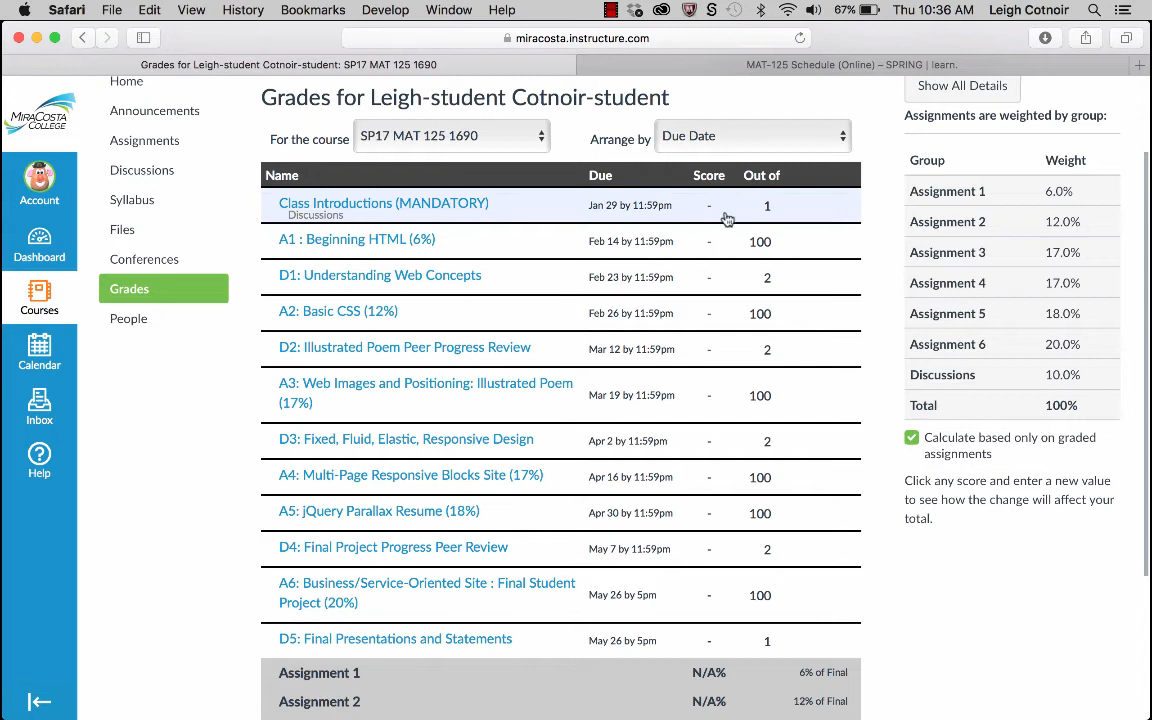 Safari File Edit View History Bookmarks Develop Window Help S 67% Thu 10:36 AM Leigh Cotnoir
miracosta.instructure.com
Grades for Leigh-student Cotnoir-student: SP17 MAT 125 1690
MAT-125 Schedule (Online) – SPRING | learn.
MIRACOSTA
COLLEGE
Account
Dashboard
Courses
Calendar
Inbox
Help
Home
Announcements
Assignments
Discussions
Syllabus
Files
Conferences
Grades
People
Grades for Leigh-student Cotnoir-student
For the course SP17 MAT 125 1690 Arrange by Due Date
Name Due Score Out of
Class Introductions (MANDATORY) Jan 29 by 11:59pm - 1
Discussions
A1 : Beginning HTML (6%) Feb 14 by 11:59pm - 100
D1: Understanding Web Concepts Feb 23 by 11:59pm - 2
A2: Basic CSS (12%) Feb 26 by 11:59pm - 100
D2: Illustrated Poem Peer Progress Review Mar 12 by 11:59pm - 2
A3: Web Images and Positioning: Illustrated Poem
(17%) Mar 19 by 11:59pm - 100
D3: Fixed, Fluid, Elastic, Responsive Design Apr 2 by 11:59pm - 2
A4: Multi-Page Responsive Blocks Site (17%) Apr 16 by 11:59pm - 100
A5: jQuery Parallax Resume (18%) Apr 30 by 11:59pm - 100
D4: Final Project Progress Peer Review May 7 by 11:59pm - 2
A6: Business/Service-Oriented Site : Final Student
Project (20%) May 26 by 5pm - 100
D5: Final Presentations and Statements May 26 by 5pm - 1
Assignment 1 N/A% 6% of Final
Assignment 2 N/A% 12% of Final
Show All Details
Assignments are weighted by group:
Group Weight
Assignment 1 6.0%
Assignment 2 12.0%
Assignment 3 17.0%
Assignment 4 17.0%
Assignment 5 18.0%
Assignment 6 20.0%
Discussions 10.0%
Total 100%
Calculate based only on graded
assignments
Click any score and enter a new value
to see how the change will affect your
total.